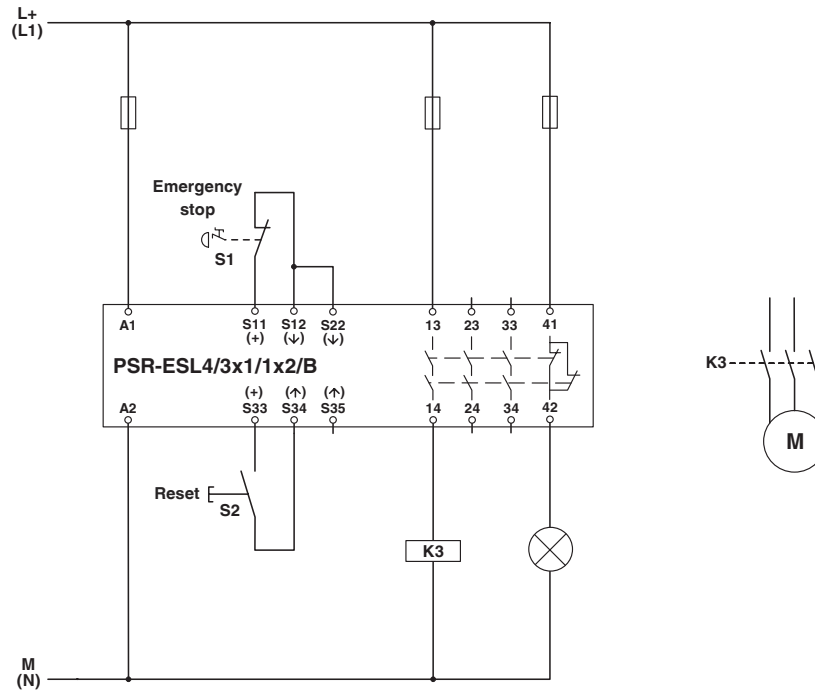 L+
(L1)
Emergency
stop
S1
A1 S11 S12 S22 13 23 33 41
(+) (↓) (↓)
PSR-ESL4/3x1/1x2/B
(+) (↑) (↑)
A2 S33 S34 S35 14 24 34 42
Reset
S2
K3
K3
M
M
(N)